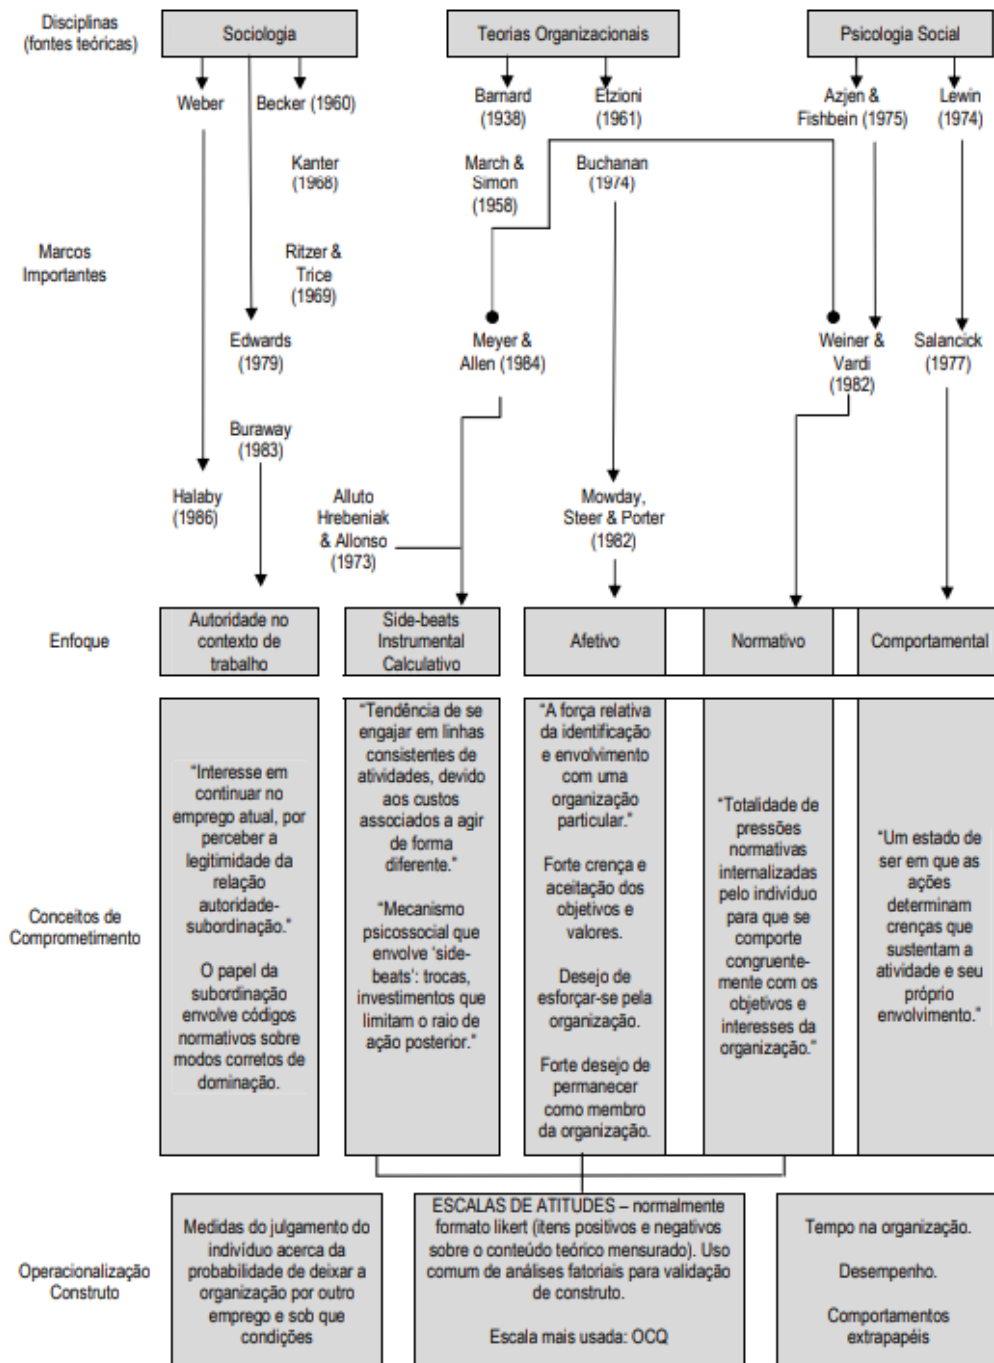 Disciplinas
(fontes teóricas)
Sociologia
Teorias Organizacionais
Psicologia Social
Weber
Becker (1960)
Barnard
(1938)
Etzioni
(1961)
Azjen &
Fishbein (1975)
Lewin
(1974)
Kanter
(1968)
March &
Simon
(1958)
Buchanan
(1974)
Marcos
Importantes
Ritzer &
Trice
(1969)
Edwards
(1979)
Meyer &
Allen (1984)
Weiner &
Vardi
(1982)
Salancick
(1977)
Buraway
(1983)
Halaby
(1986)
Alluto
Hrebeniak
& Allonso
(1973)
Mowday,
Steer & Porter
(1982)
Enfoque
Autoridade no
contexto de
trabalho
Side-beats
Instrumental
Calculativo
Afetivo
Normativo
Comportamental
Conceitos de
Comprometimento
“Interesse em
continuar no
emprego atual, por
perceber a
legitimidade da
relação
autoridade-
subordinação.”
O papel da
subordinação
envolve códigos
normativos sobre
modos corretos de
dominação.
“Tendência de se
engajar em linhas
consistentes de
atividades, devido
aos custos
associados a agir
de forma
diferente.”
“Mecanismo
psicossocial que
envolve ‘side-
beats’: trocas,
investimentos que
limitam o raio de
ação posterior.”
“A força relativa
da identificação
e envolvimento
com uma
organização
particular.”
Forte crença e
aceitação dos
objetivos e
valores.
Desejo de
esforçar-se pela
organização.
Forte desejo de
permanecer
como membro
da organização.
“Totalidade de
pressões
normativas
internalizadas
pelo indivíduo
para que se
comporte
congruente-
mente com os
objetivos e
interesses da
organização.”
“Um estado de
ser em que as
ações
determinam
crenças que
sustentam a
atividade e seu
próprio
envolvimento.”
Operacionalização
Construto
Medidas do julgamento do
indivíduo acerca da
probabilidade de deixar a
organização por outro
emprego e sob que
condições
ESCALAS DE ATITUDES – normalmente
formato likert (itens positivos e negativos
sobre o conteúdo teórico mensurado). Uso
comum de análises fatoriais para validação
de construto.
Escala mais usada: OCQ
Tempo na organização.
Desempenho.
Comportamentos
extrapapéis